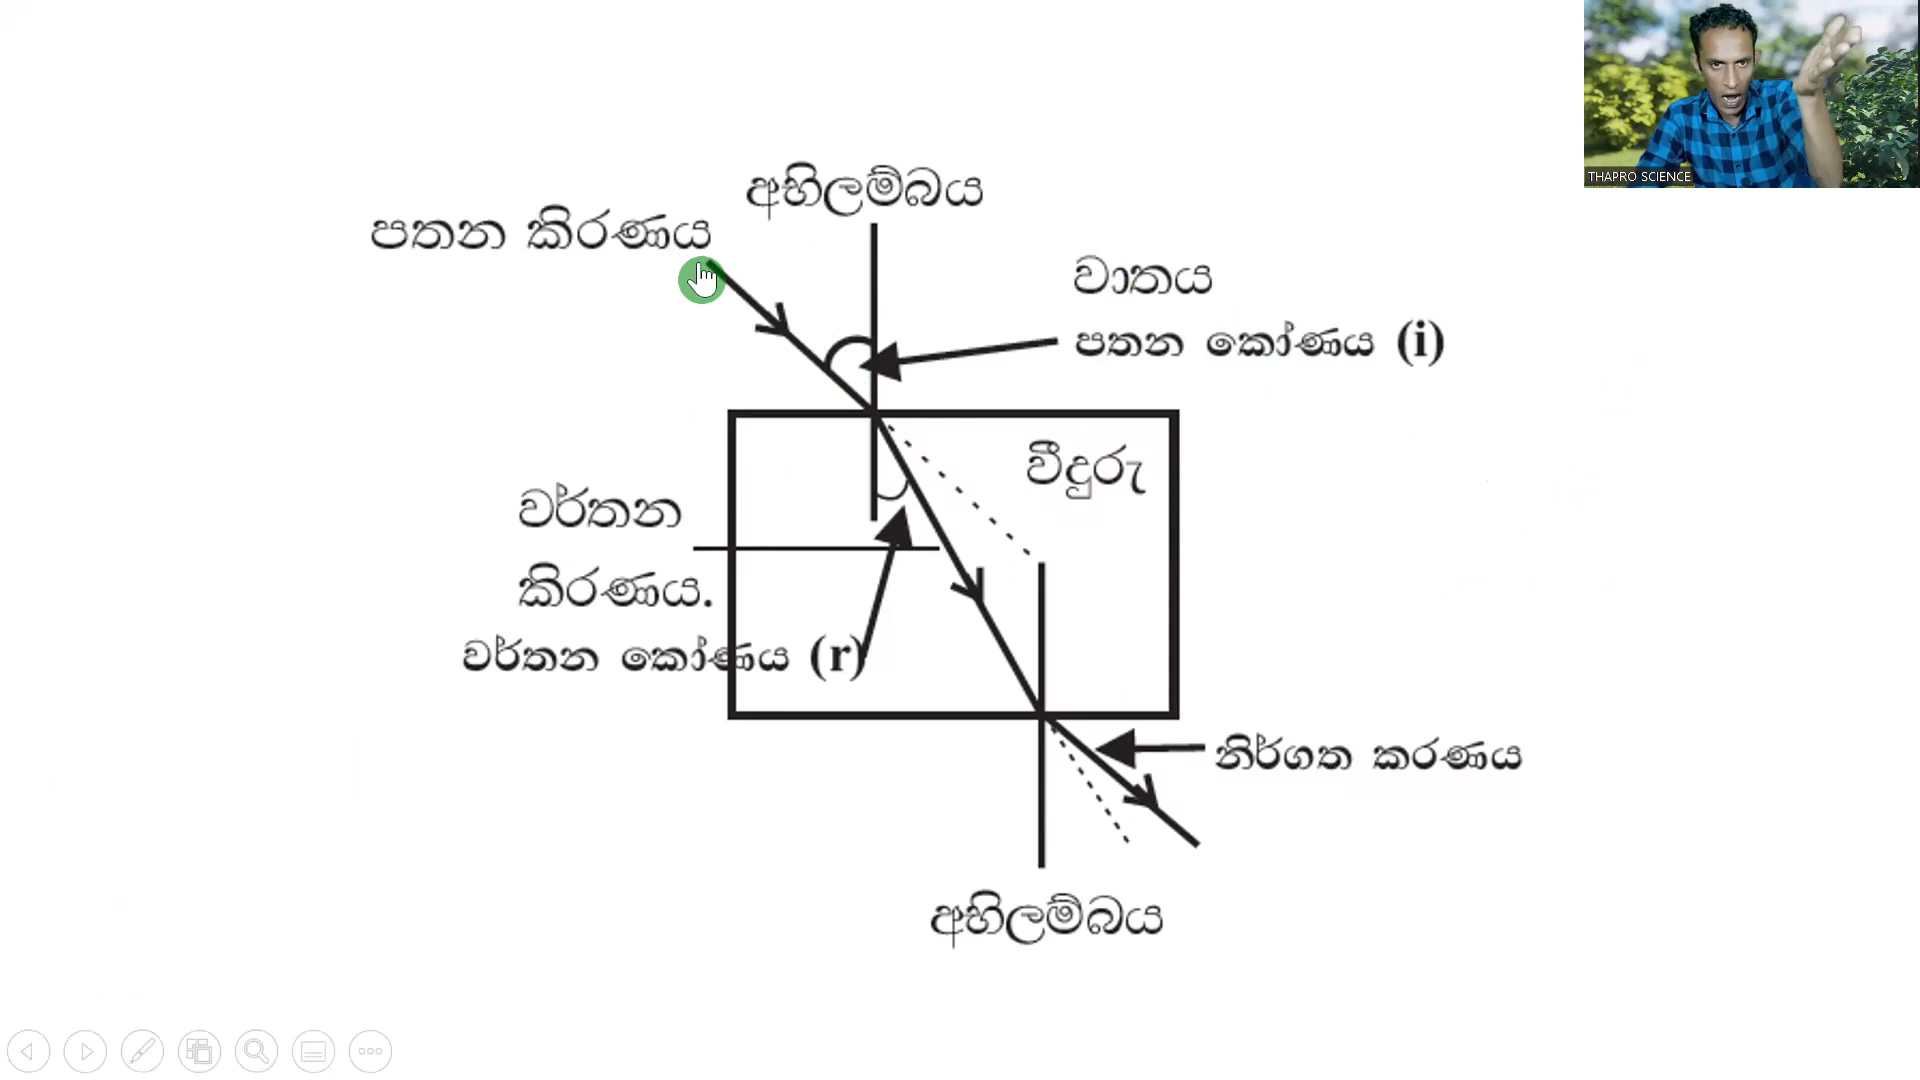 THAPRO SCIENCE
අභිලම්බය
පතන කිරණය
වාතය
පතන කෝණය (i)
වීදුරු
වර්තන
කිරණය.
වර්තන කෝණය (r)
නිර්ගත කරණය
අභිලම්බය